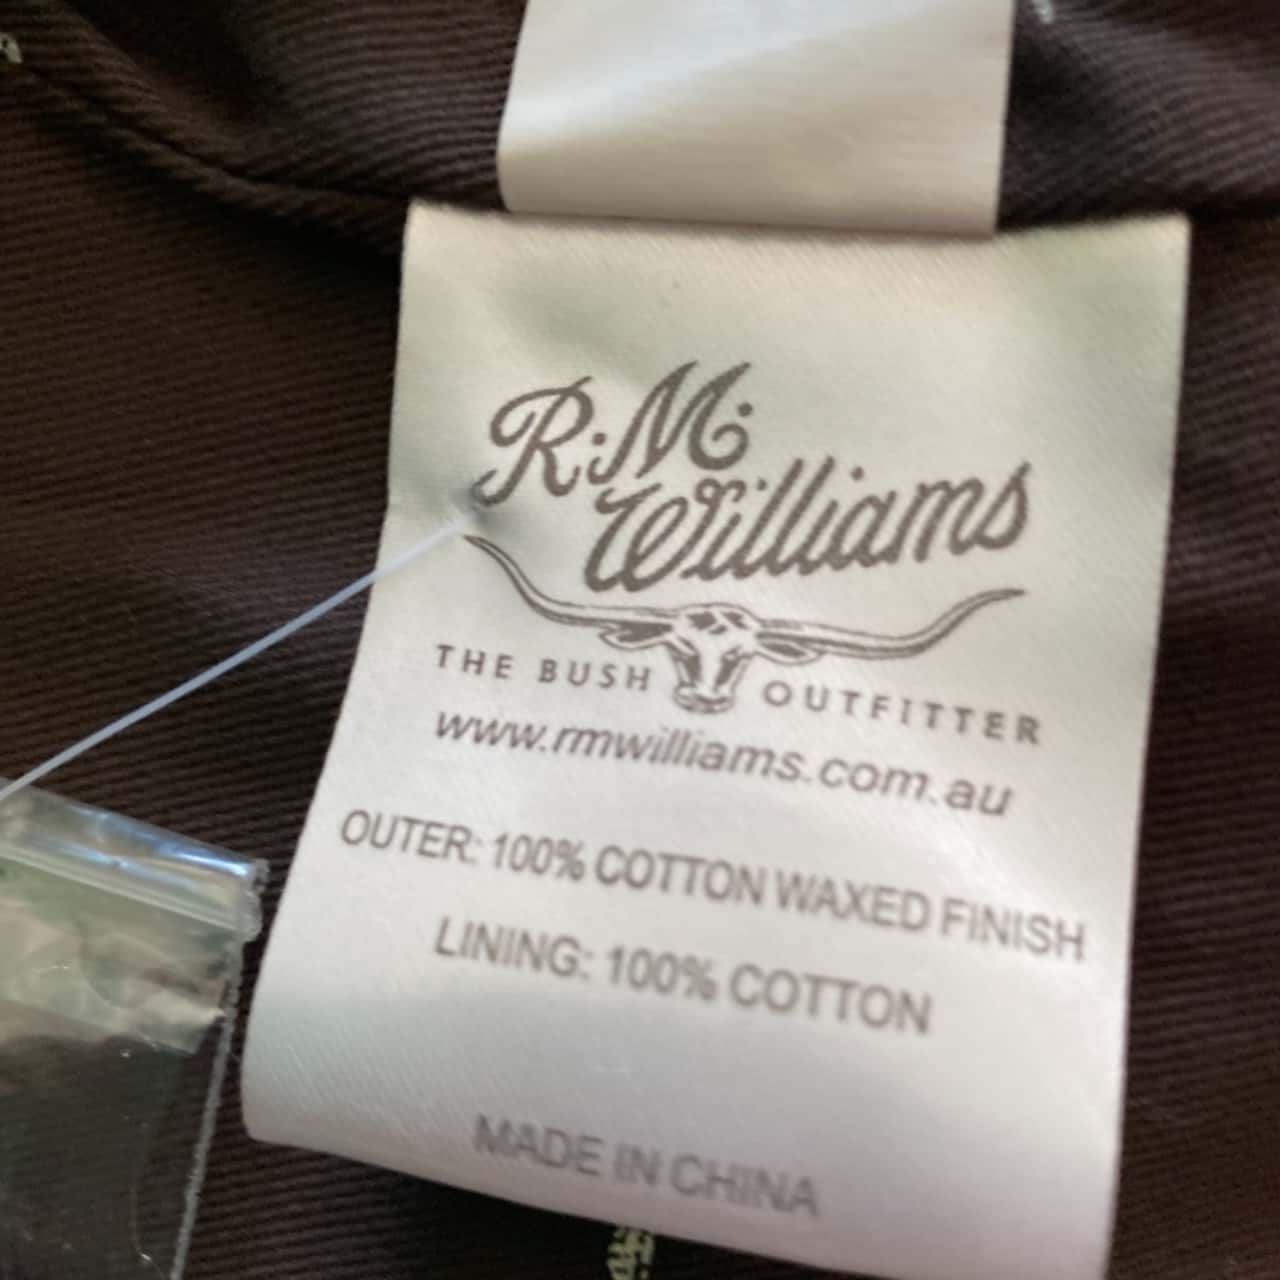 R.M.
Williams
THE BUSH OUTFITTER
www.rmwilliams.com.au
OUTER: 100% COTTON WAXED FINISH
LINING: 100% COTTON
MADE IN CHINA